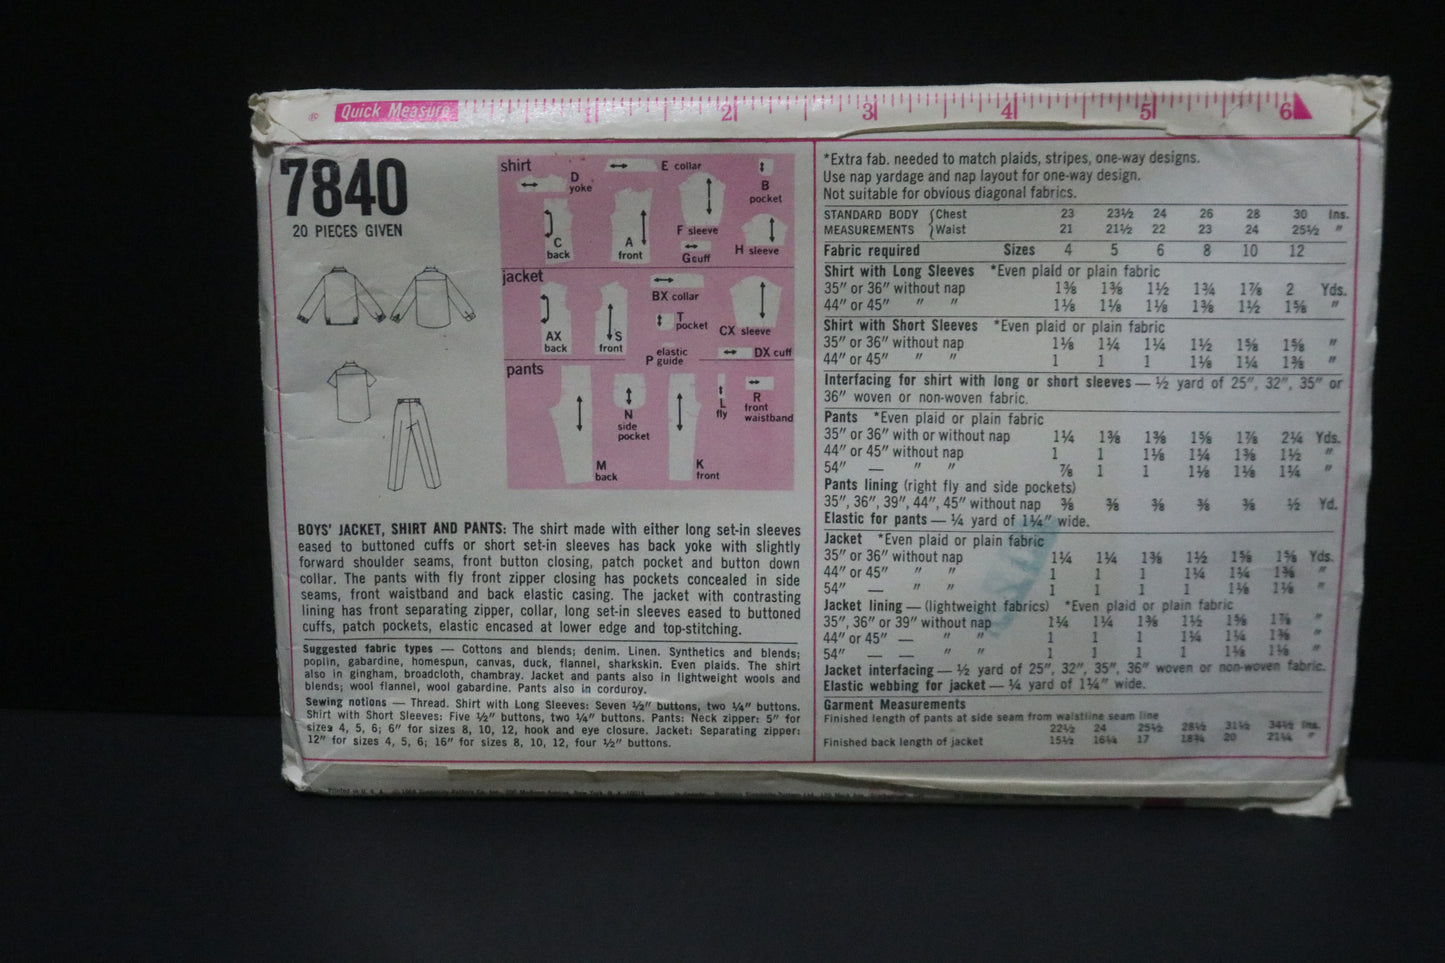 ® Quick Measure 1 2 3 4 5 6
7840
20 PIECES GIVEN
shirt
D
yoke
E collar
B
pocket
C
back
A
front
F sleeve
G cuff
H sleeve
jacket
BX collar
AX
back
S
front
T
pocket
CX sleeve
P elastic
guide
DX cuff
pants
N
side
pocket
L
fly
R
front
waistband
M
back
K
front
BOYS' JACKET, SHIRT AND PANTS: The shirt made with either long set-in sleeves
eased to buttoned cuffs or short set-in sleeves has back yoke with slightly
forward shoulder seams, front button closing, patch pocket and button down
collar. The pants with fly front zipper closing has pockets concealed in side
seams, front waistband and back elastic casing. The jacket with contrasting
lining has front separating zipper, collar, long set-in sleeves eased to buttoned
cuffs, patch pockets, elastic encased at lower edge and top-stitching.
Suggested fabric types — Cottons and blends; denim. Linen. Synthetics and blends;
poplin, gabardine, homespun, canvas, duck, flannel, sharkskin. Even plaids. The shirt
also in gingham, broadcloth, chambray. Jacket and pants also in lightweight wools and
blends; wool flannel, wool gabardine. Pants also in corduroy.
Sewing notions — Thread. Shirt with Long Sleeves: Seven ½" buttons, two ¼" buttons.
Shirt with Short Sleeves: Five ½" buttons, two ¼" buttons. Pants: Neck zipper: 5" for
sizes 4, 5, 6; 6" for sizes 8, 10, 12, hook and eye closure. Jacket: Separating zipper:
12" for sizes 4, 5, 6; 16" for sizes 8, 10, 12, four ½" buttons.
*Extra fab. needed to match plaids, stripes, one-way designs.
Use nap yardage and nap layout for one-way design.
Not suitable for obvious diagonal fabrics.
STANDARD BODY { Chest 23 23½ 24 26 28 30 Ins.
MEASUREMENTS } Waist 21 21½ 22 23 24 25½ "
Fabric required Sizes 4 5 6 8 10 12
Shirt with Long Sleeves *Even plaid or plain fabric
35" or 36" without nap 1⅜ 1⅜ 1½ 1¾ 1⅞ 2 Yds.
44" or 45" " " 1⅛ 1⅛ 1⅛ 1⅜ 1½ 1⅝ "
Shirt with Short Sleeves *Even plaid or plain fabric
35" or 36" without nap 1⅛ 1¼ 1¼ 1½ 1⅝ 1⅝ "
44" or 45" " " 1 1 1 1⅛ 1¼ 1⅜ "
Interfacing for shirt with long or short sleeves — ½ yard of 25", 32", 35" or
36" woven or non-woven fabric.
Pants *Even plaid or plain fabric
35" or 36" with or without nap 1¼ 1⅜ 1⅜ 1⅝ 1⅞ 2¼ Yds.
44" or 45" without nap 1 1 1⅛ 1¼ 1⅜ 1½ "
54" — " " ⅞ 1 1 1⅛ 1⅛ 1¼ "
Pants lining (right fly and side pockets)
35", 36", 39", 44", 45" without nap ⅜ ⅜ ⅜ ⅜ ⅜ ½ Yd.
Elastic for pants — ¼ yard of 1¼" wide.
Jacket *Even plaid or plain fabric
35" or 36" without nap 1¼ 1¼ 1⅜ 1½ 1⅝ 1⅝ Yds.
44" or 45" " " 1 1 1 1¼ 1¼ 1⅜ "
54" — " " 1 1 1 1 1⅛ 1⅛ "
Jacket lining — (lightweight fabrics) *Even plaid or plain fabric
35", 36" or 39" without nap 1¼ 1¼ 1⅜ 1½ 1⅝ 1⅞ "
44" or 45" — " " 1 1 1 1¼ 1¼ 1⅜ "
54" — — " " 1 1 1 1 1⅛ 1⅛ "
Jacket interfacing — ½ yard of 25", 32", 35", 36" woven or non-woven fabric.
Elastic webbing for jacket — ¼ yard of 1¼" wide.
Garment Measurements
Finished length of pants at side seam from waistline seam line
22½ 24 25½ 28½ 31½ 34½ Ins.
Finished back length of jacket 15½ 16¼ 17 18¾ 20 21¼ "
Printed in U. S. A.